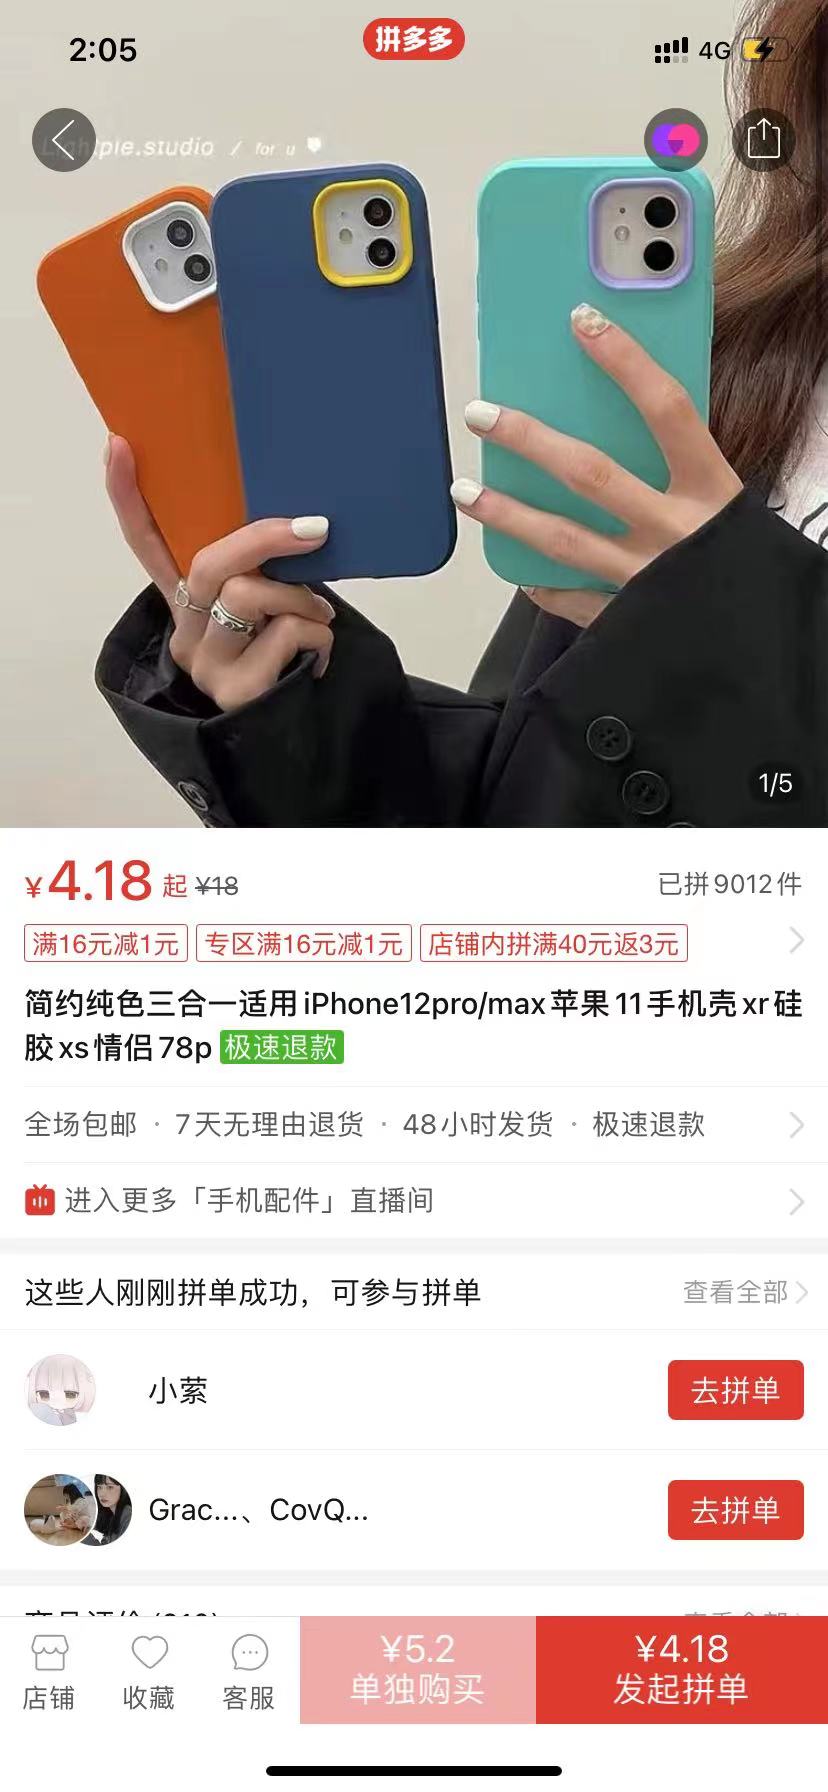 2:05
拼多多
4G
Lightpie.studio / for u
1/5
¥4.18起 ¥18
已拼9012件
满16元减1元 专区满16元减1元 店铺内拼满40元返3元
简约纯色三合一适用iPhone12pro/max苹果11手机壳xr硅
胶xs情侣78p 极速退款
全场包邮 · 7天无理由退货 · 48小时发货 · 极速退款
进入更多「手机配件」直播间
这些人刚刚拼单成功，可参与拼单
查看全部
小萦
去拼单
Grac...、CovQ...
去拼单
店铺
收藏
客服
¥5.2
单独购买
¥4.18
发起拼单